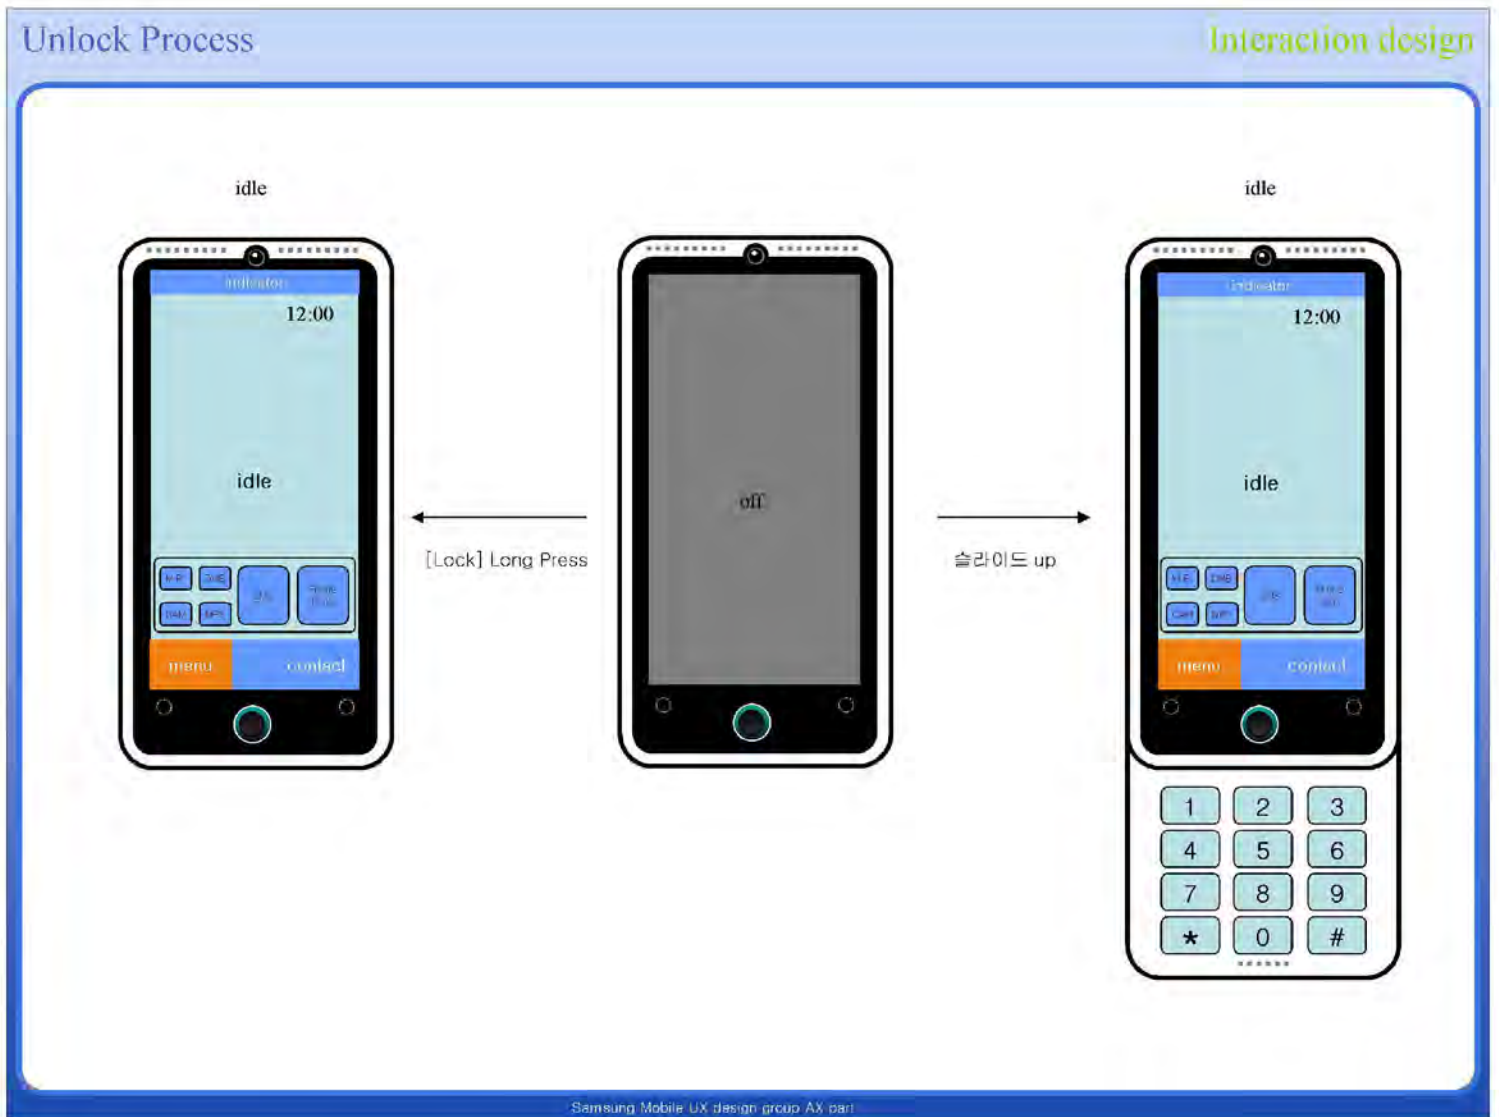 Unlock Process
Interaction design
idle
idle
indicator
12:00
idle
CAM
menu
contact
off
[Lock] Long Press
슬라이드 up
indicator
12:00
idle
DMB
CAM
menu
contact
1 2 3
4 5 6
7 8 9
* 0 #
Samsung Mobile UX design group AX part